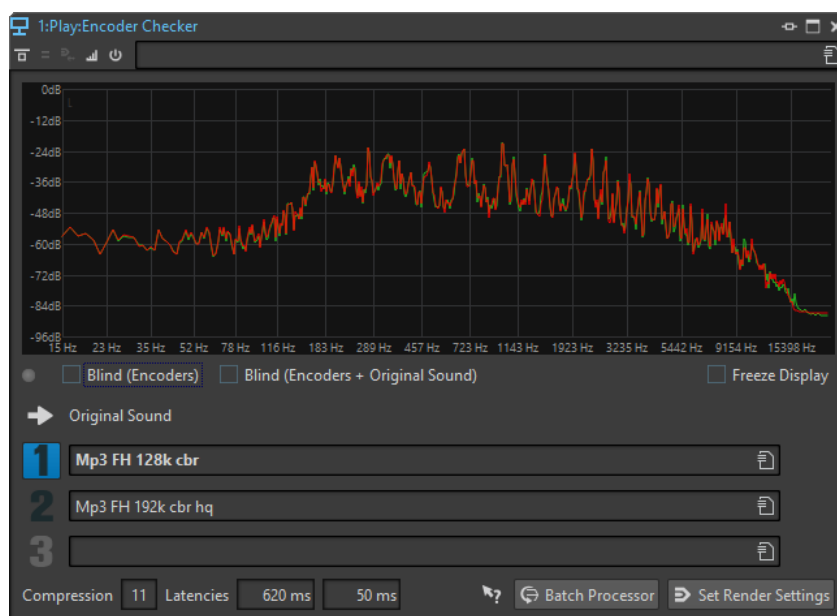 1:Play:Encoder Checker
0dB
L
-12dB
-24dB
-36dB
-48dB
-60dB
-72dB
-84dB
-96dB
15 Hz 23 Hz 35 Hz 52 Hz 78 Hz 116 Hz 183 Hz 289 Hz 457 Hz 723 Hz 1143 Hz 1923 Hz 3235 Hz 5442 Hz 9154 Hz 15398 Hz
Blind (Encoders) Blind (Encoders + Original Sound) Freeze Display
Original Sound
1 Mp3 FH 128k cbr
2 Mp3 FH 192k cbr hq
3
Compression 11 Latencies 620 ms 50 ms ? Batch Processor Set Render Settings